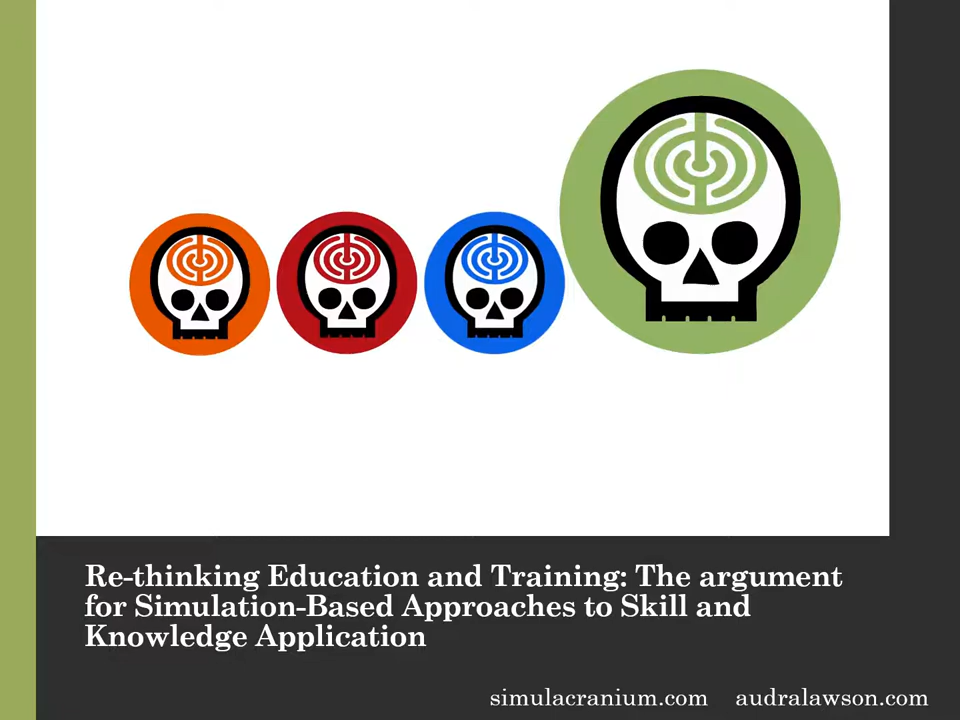 Re-thinking Education and Training: The argument
for Simulation-Based Approaches to Skill and
Knowledge Application
simulacranium.com audralawson.com